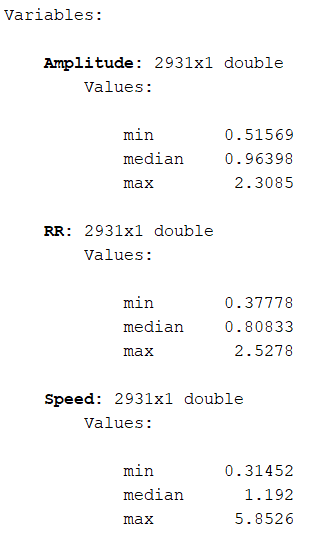 Variables:
Amplitude: 2931x1 double
Values:
min 0.51569
median 0.96398
max 2.3085
RR: 2931x1 double
Values:
min 0.37778
median 0.80833
max 2.5278
Speed: 2931x1 double
Values:
min 0.31452
median 1.192
max 5.8526